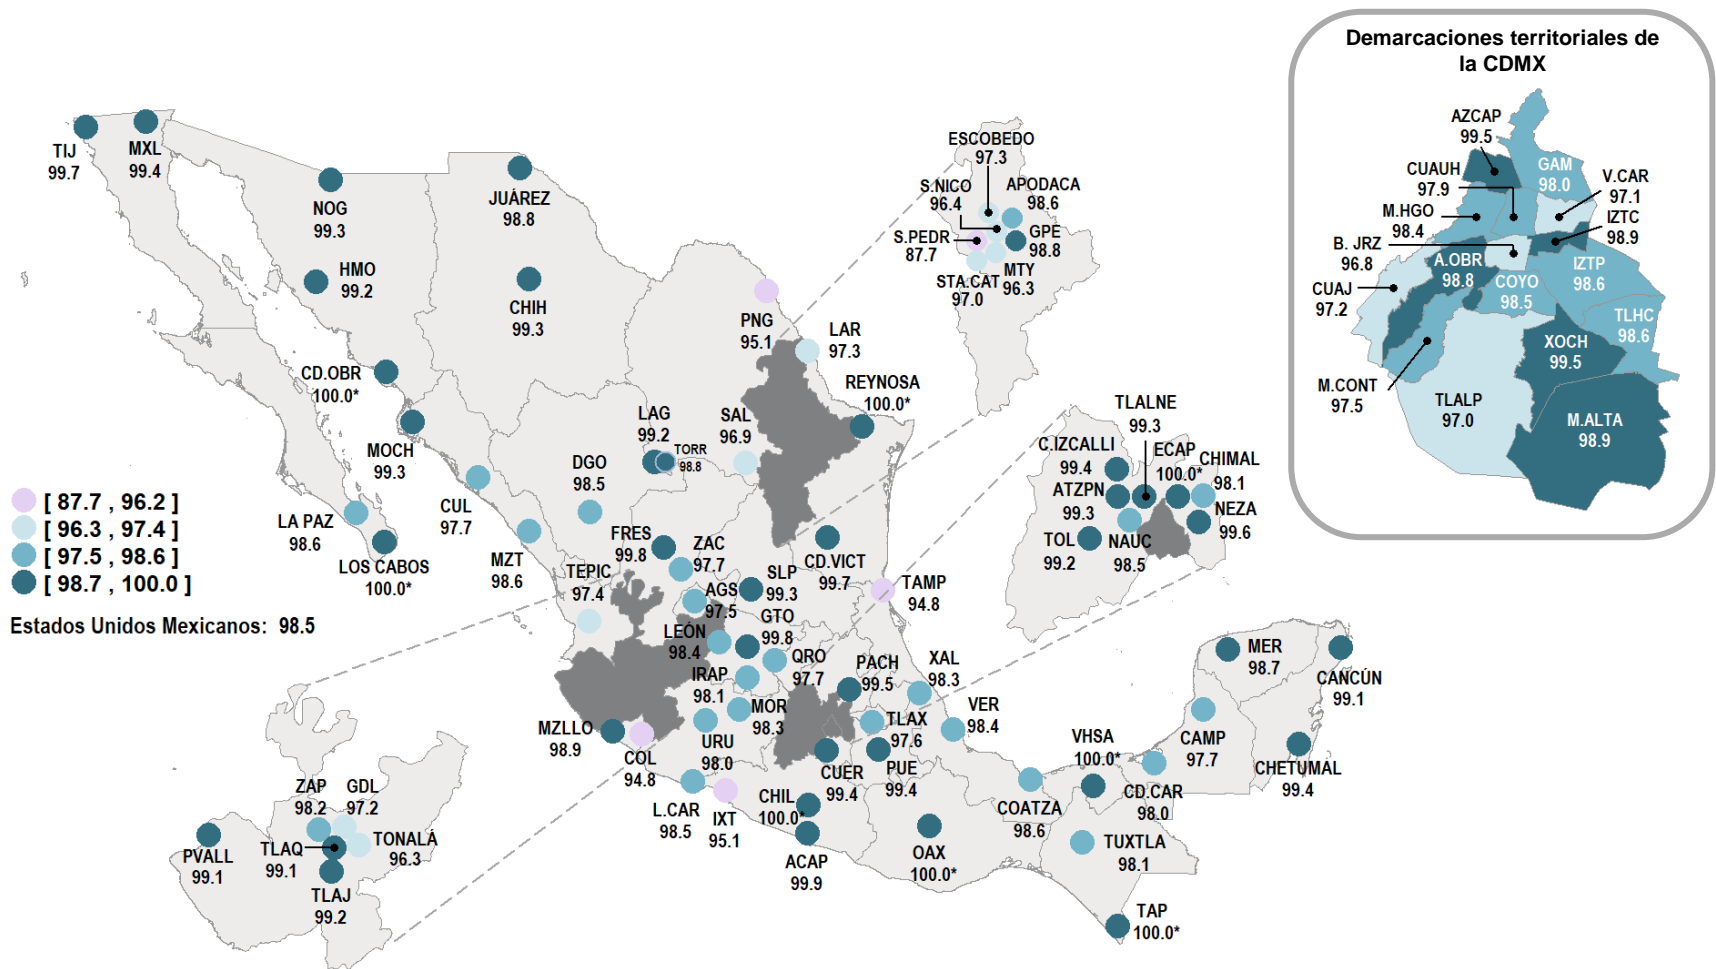 Demarcaciones territoriales de
la CDMX
AZCAP
99.5
GAM
98.0
CUAUH
97.9
V.CAR
97.1
M.HGO
98.4
IZTC
98.9
B. JRZ
96.8
A.OBR
98.8
IZTP
98.6
CUAJ
97.2
COYO
98.5
TLHC
98.6
XOCH
99.5
M.CONT
97.5
TLALP
97.0
M.ALTA
98.9
TIJ
99.7
MXL
99.4
NOG
99.3
HMO
99.2
JUÁREZ
98.8
CHIH
99.3
CD.OBR
100.0*
MOCH
99.3
CUL
97.7
LA PAZ
98.6
LOS CABOS
100.0*
MZT
98.6
DGO
98.5
LAG
99.2
TORR
98.8
SAL
96.9
PNG
95.1
LAR
97.3
REYNOSA
100.0*
ESCOBEDO
97.3
S.NICO
96.4
APODACA
98.6
S.PEDR
87.7
GPE
98.8
MTY
96.3
STA.CAT
97.0
TLALNE
99.3
C.IZCALLI
99.4
ECAP
100.0*
CHIMAL
98.1
ATZPN
99.3
NEZA
99.6
TOL
99.2
NAUC
98.5
[ 87.7 , 96.2 ]
[ 96.3 , 97.4 ]
[ 97.5 , 98.6 ]
[ 98.7 , 100.0 ]
Estados Unidos Mexicanos: 98.5
FRES
99.8
ZAC
97.7
TEPIC
97.4
AGS
97.5
SLP
99.3
CD.VICT
99.7
TAMP
94.8
LEÓN
98.4
GTO
99.8
IRAP
98.1
QRO
97.7
PACH
99.5
XAL
98.3
MOR
98.3
URU
98.0
TLAX
97.6
VER
98.4
MZLLO
98.9
COL
94.8
L.CAR
98.5
IXT
95.1
CHIL
100.0*
ACAP
99.9
CUER
99.4
PUE
99.4
OAX
100.0*
COATZA
98.6
VHSA
100.0*
CD.CAR
98.0
TUXTLA
98.1
TAP
100.0*
CAMP
97.7
MER
98.7
CANCÚN
99.1
CHETUMAL
99.4
ZAP
98.2
GDL
97.2
PVALL
99.1
TLAQ
99.1
TONALÁ
96.3
TLAJ
99.2